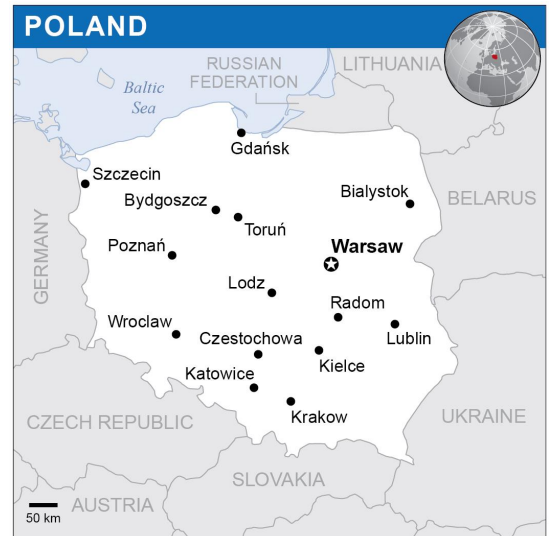 POLAND
RUSSIAN
FEDERATION
LITHUANIA
Baltic
Sea
Gdańsk
Szczecin
Bialystok
Bydgoszcz
BELARUS
Toruń
GERMANY
Poznań
Warsaw
Lodz
Radom
Wroclaw
Czestochowa
Lublin
Kielce
Katowice
Krakow
UKRAINE
CZECH REPUBLIC
SLOVAKIA
AUSTRIA
50 km